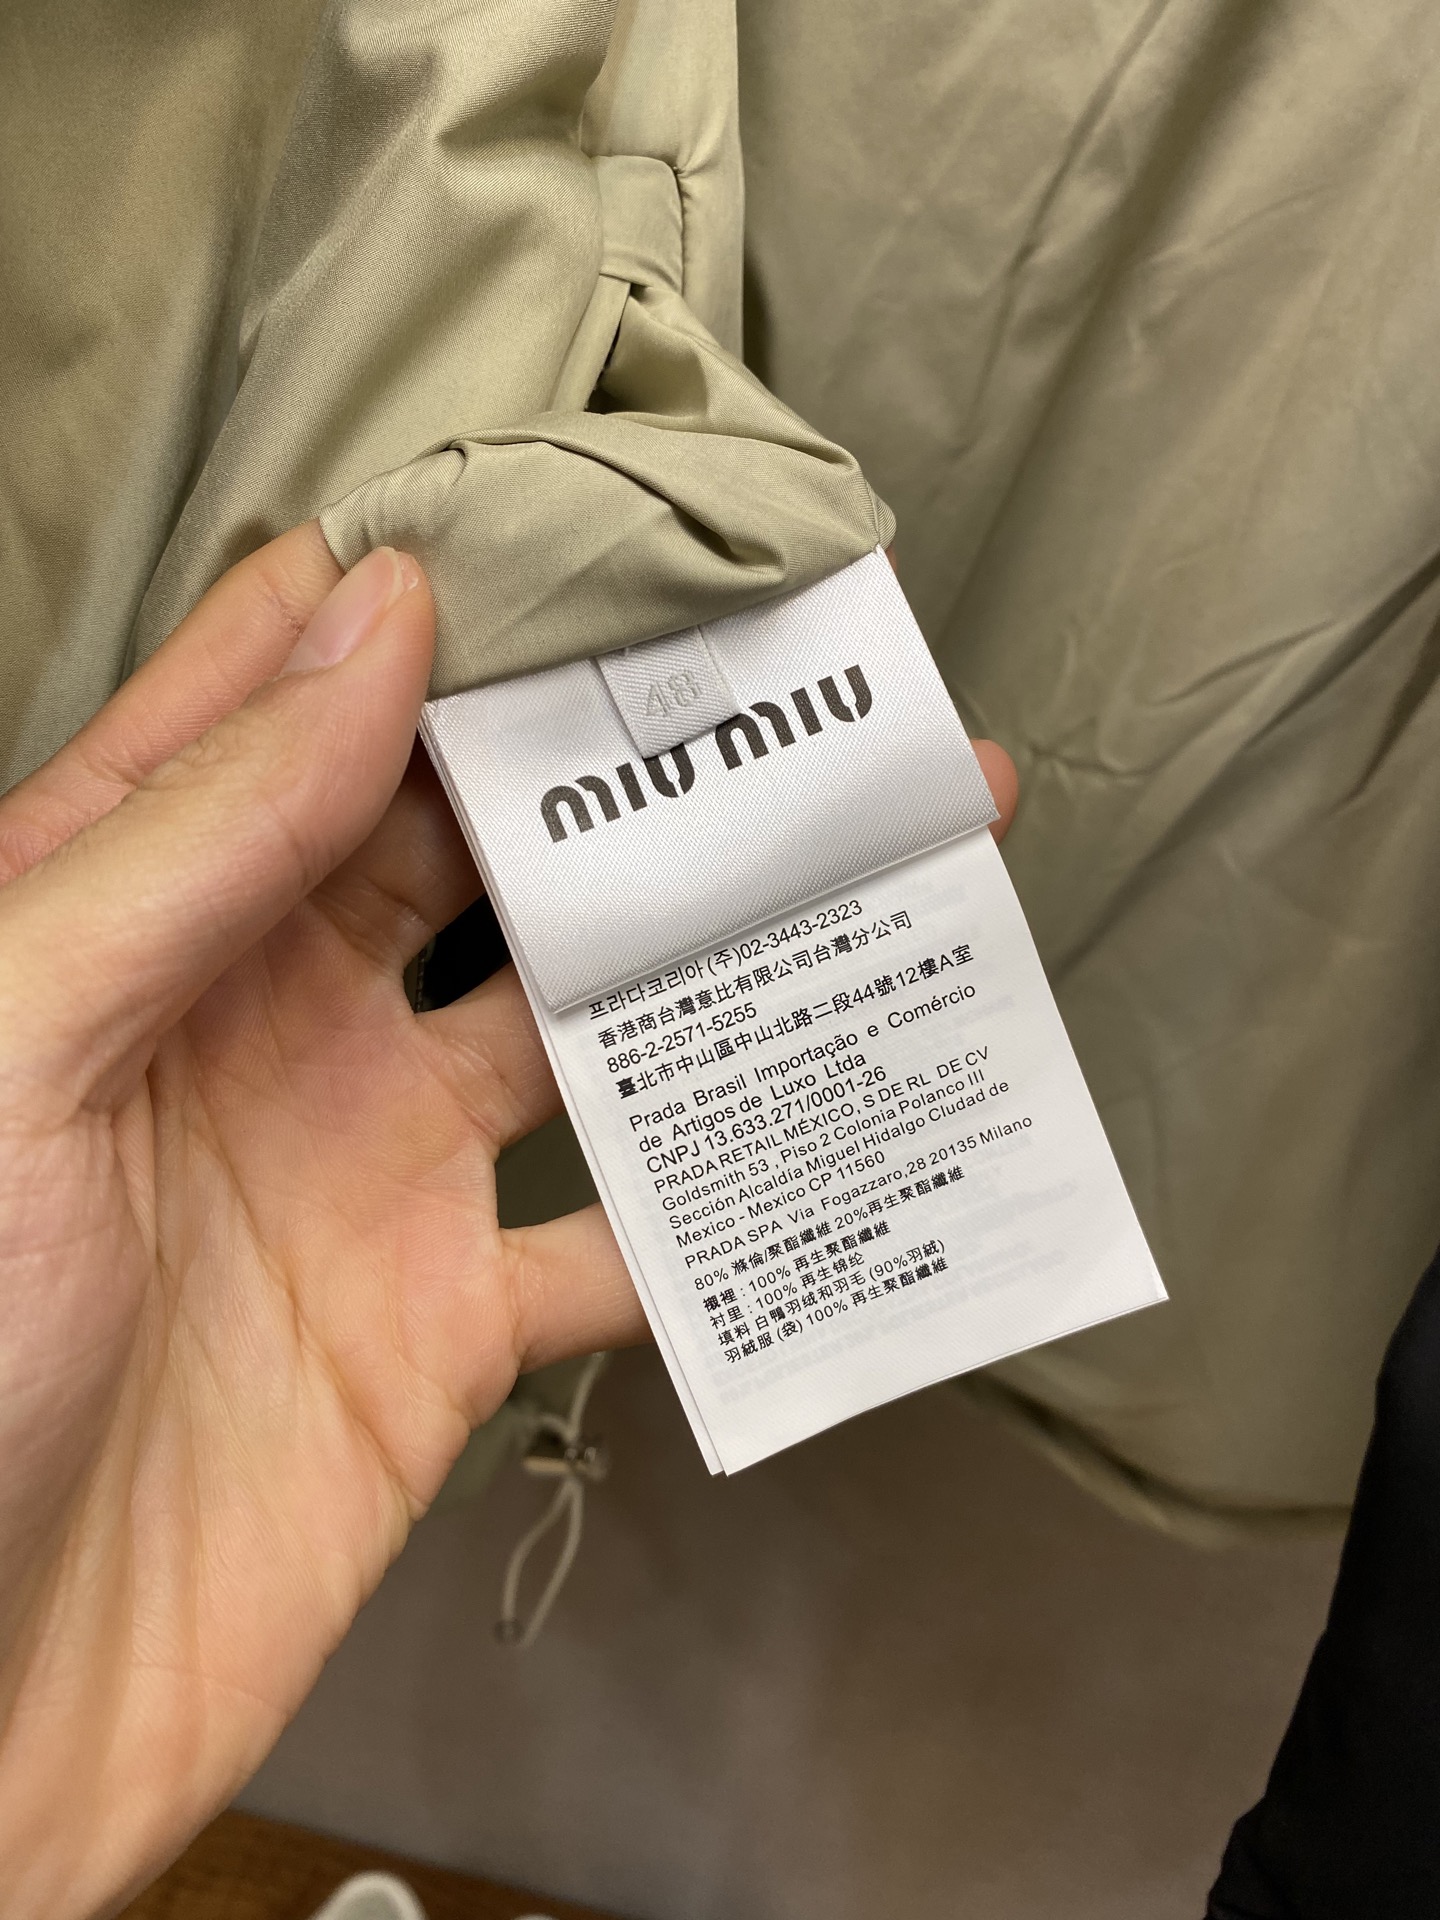 48
miu miu
프라다코리아 (주)02-3443-2323
香港商台灣意比有限公司台灣分公司
886-2-2571-5255
臺北市中山區中山北路二段44號12樓A室
Prada Brasil Importação e Comércio
de Artigos de Luxo Ltda
CNPJ 13.633.271/0001-26
PRADA RETAIL MÉXICO, S DE RL DE CV
Goldsmith 53 , Piso 2 Colonia Polanco III
Sección Alcaldía Miguel Hidalgo Cludad de
Mexico - Mexico CP 11560
PRADA SPA Via Fogazzaro,28 20135 Milano
80% 滌倫/聚酯纖維 20%再生聚酯纖維
襯裡 : 100% 再生聚酯纖維
衬里 : 100% 再生锦纶
填料 白鴨羽绒和羽毛 (90%羽絨)
羽絨服 (袋) 100% 再生聚酯纖維